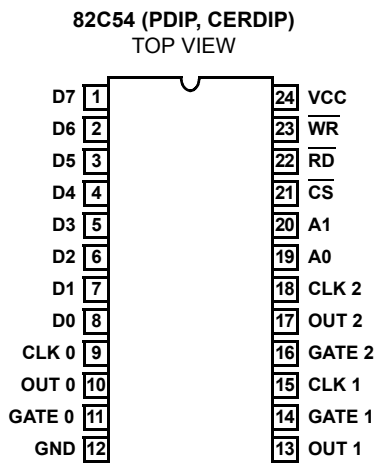 82C54 (PDIP, CERDIP)
TOP VIEW
D7 1 24 VCC
D6 2 23 W̅R̅
D5 3 22 R̅D̅
D4 4 21 C̅S̅
D3 5 20 A1
D2 6 19 A0
D1 7 18 CLK 2
D0 8 17 OUT 2
CLK 0 9 16 GATE 2
OUT 0 10 15 CLK 1
GATE 0 11 14 GATE 1
GND 12 13 OUT 1